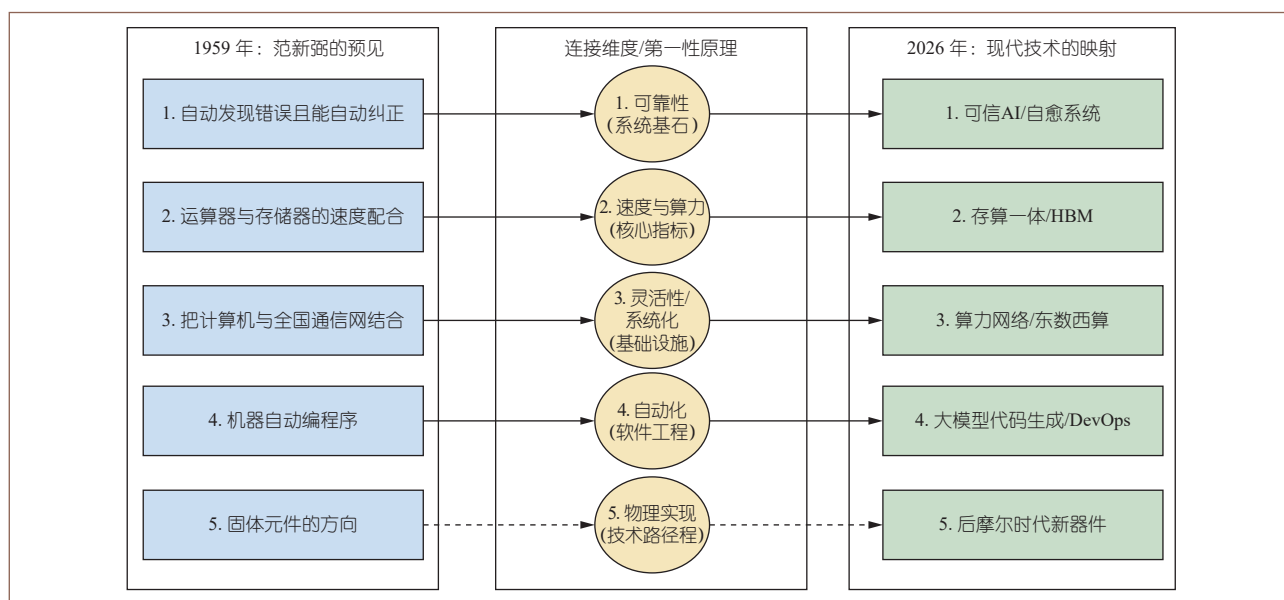 1959 年：范新弼的预见
连接维度/第一性原理
2026 年：现代技术的映射
1. 自动发现错误且能自动纠正
1. 可靠性
(系统基石)
1. 可信AI/自愈系统
2. 运算器与存储器的速度配合
2. 速度与算力
(核心指标)
2. 存算一体/HBM
3. 把计算机与全国通信网结合
3. 灵活性/
系统化
(基础设施)
3. 算力网络/东数西算
4. 机器自动编程序
4. 自动化
(软件工程)
4. 大模型代码生成/DevOps
5. 固体元件的方向
5. 物理实现
(技术路径程)
5. 后摩尔时代新器件